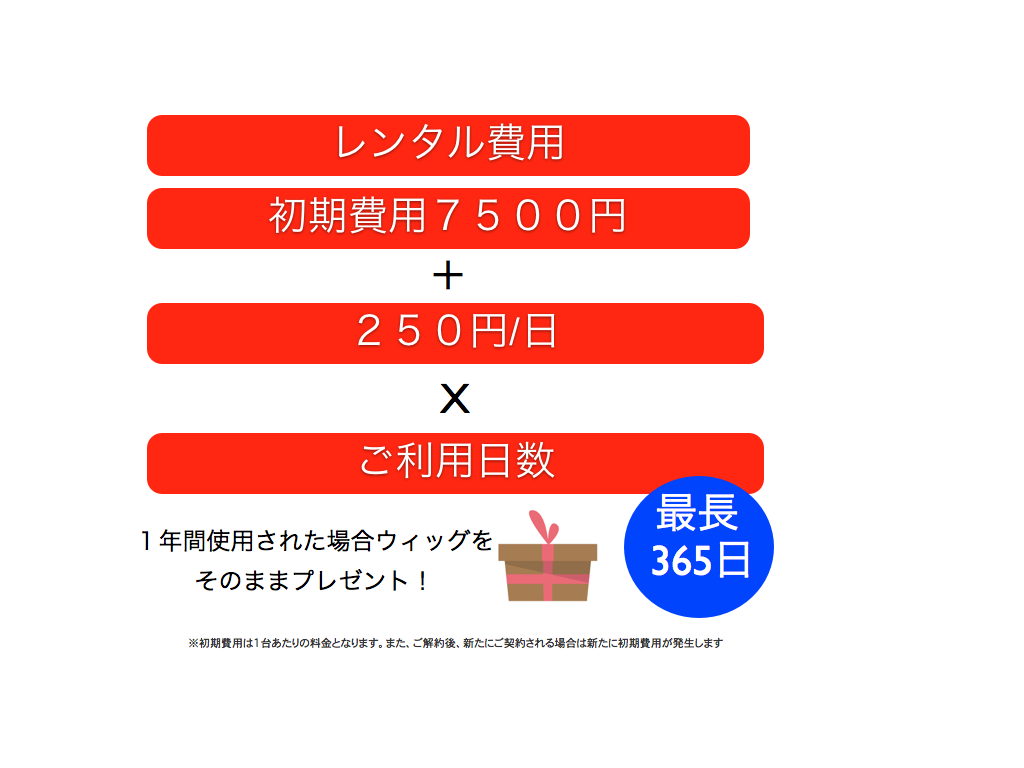 レンタル費用
初期費用７５００円
＋
２５０円/日
X
ご利用日数
最長
365日
１年間使用された場合ウィッグを
そのままプレゼント！
※初期費用は1台あたりの料金となります。また、ご解約後、新たにご契約される場合は新たに初期費用が発生します